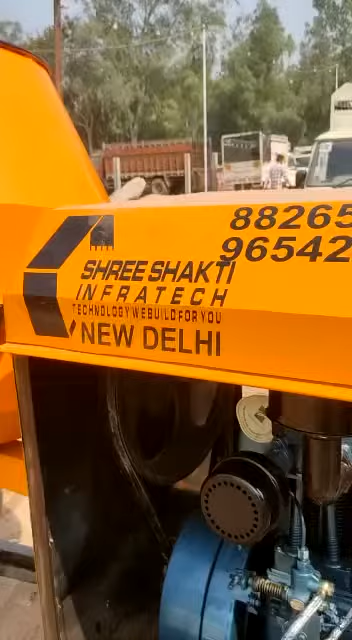 88265
96542
SHREE SHAKTI
INFRATECH
TECHNOLOGY WE BUILD FOR YOU
NEW DELHI